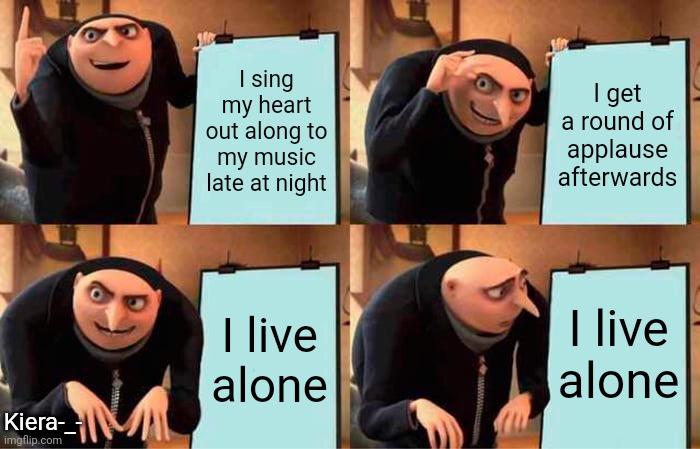 I sing
my heart
out along to
my music
late at night
I get
a round of
applause
afterwards
I live
alone
I live
alone
Kiera-_-
imgflip.com